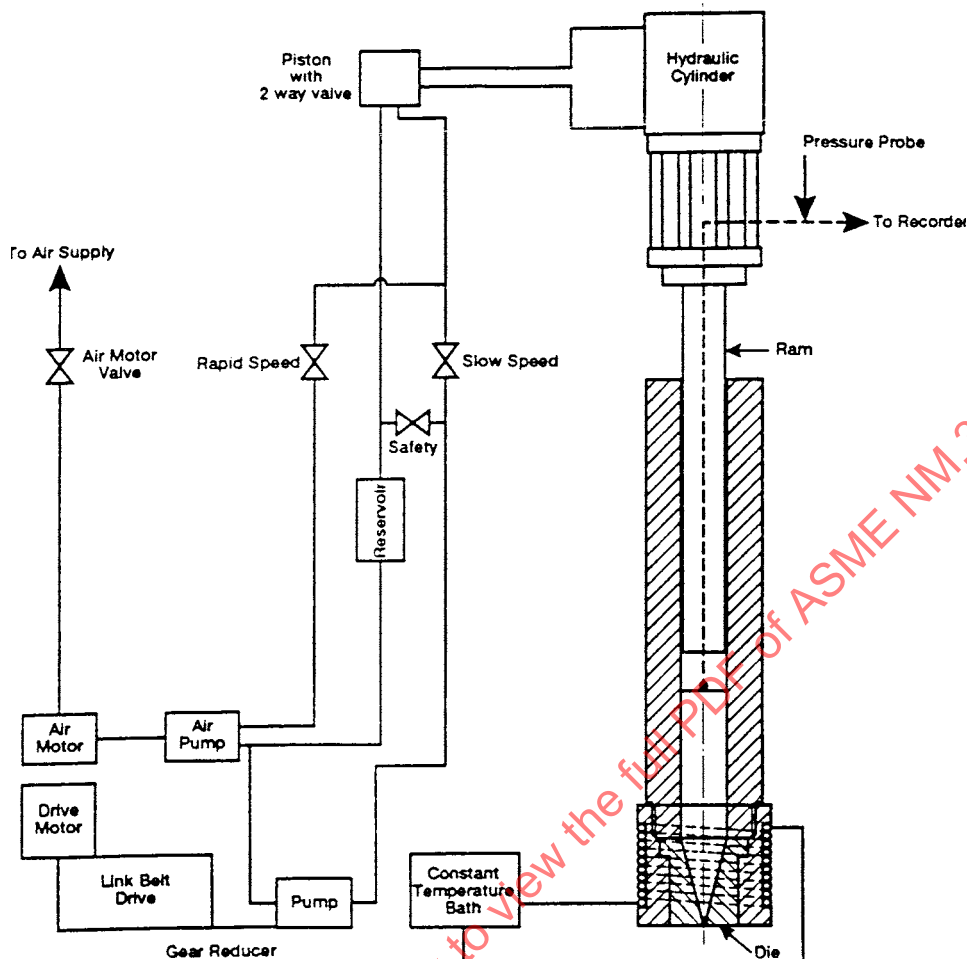 Piston
with
2 way valve
Hydraulic
Cylinder
Pressure Probe
To Recorder
To Air Supply
Air Motor
Valve
Rapid Speed
Slow Speed
Ram
Safety
Reservoir
Air
Motor
Air
Pump
Drive
Motor
Link Belt
Drive
Pump
Constant
Temperature
Bath
Gear Reducer
Die
to view the full PDF of ASME NM.